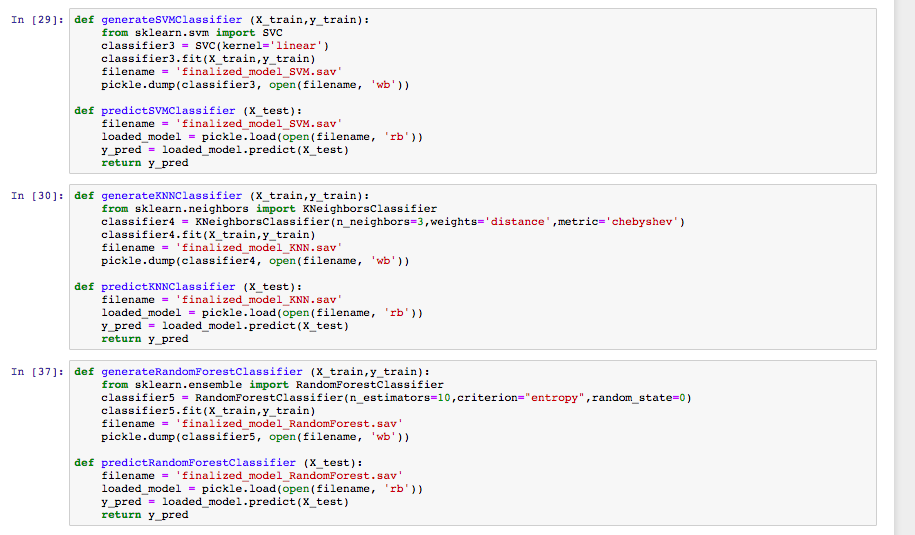 In [29]: def generateSVMClassifier (X_train,y_train):
    from sklearn.svm import SVC
    classifier3 = SVC(kernel='linear')
    classifier3.fit(X_train,y_train)
    filename = 'finalized_model_SVM.sav'
    pickle.dump(classifier3, open(filename, 'wb'))

def predictSVMClassifier (X_test):
    filename = 'finalized_model_SVM.sav'
    loaded_model = pickle.load(open(filename, 'rb'))
    y_pred = loaded_model.predict(X_test)
    return y_pred

In [30]: def generateKNNClassifier (X_train,y_train):
    from sklearn.neighbors import KNeighborsClassifier
    classifier4 = KNeighborsClassifier(n_neighbors=3,weights='distance',metric='chebyshev')
    classifier4.fit(X_train,y_train)
    filename = 'finalized_model_KNN.sav'
    pickle.dump(classifier4, open(filename, 'wb'))

def predictKNNClassifier (X_test):
    filename = 'finalized_model_KNN.sav'
    loaded_model = pickle.load(open(filename, 'rb'))
    y_pred = loaded_model.predict(X_test)
    return y_pred

In [37]: def generateRandomForestClassifier (X_train,y_train):
    from sklearn.ensemble import RandomForestClassifier
    classifier5 = RandomForestClassifier(n_estimators=10,criterion="entropy",random_state=0)
    classifier5.fit(X_train,y_train)
    filename = 'finalized_model_RandomForest.sav'
    pickle.dump(classifier5, open(filename, 'wb'))

def predictRandomForestClassifier (X_test):
    filename = 'finalized_model_RandomForest.sav'
    loaded_model = pickle.load(open(filename, 'rb'))
    y_pred = loaded_model.predict(X_test)
    return y_pred